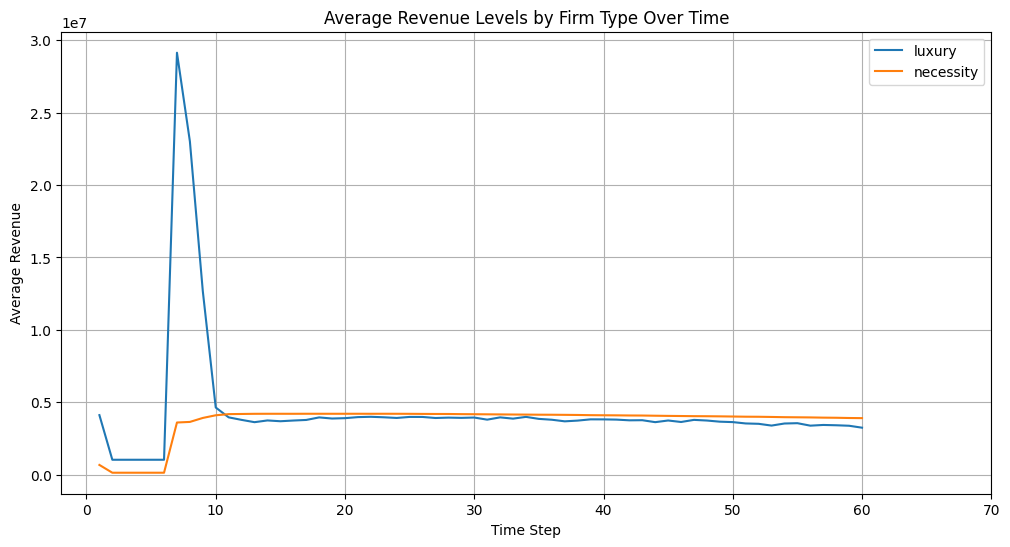 Average Revenue Levels by Firm Type Over Time
1e7
3.0
2.5
2.0
1.5
1.0
0.5
0.0
Average Revenue
luxury
necessity
0 10 20 30 40 50 60 70
Time Step